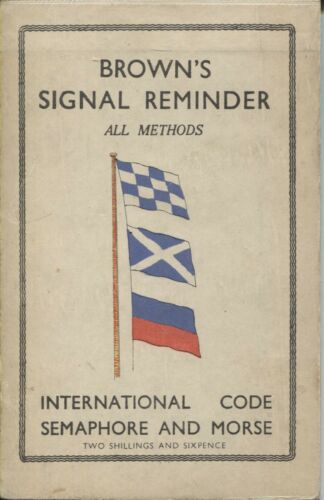 BROWN'S
SIGNAL REMINDER
ALL METHODS
INTERNATIONAL CODE
SEMAPHORE AND MORSE
TWO SHILLINGS AND SIXPENCE